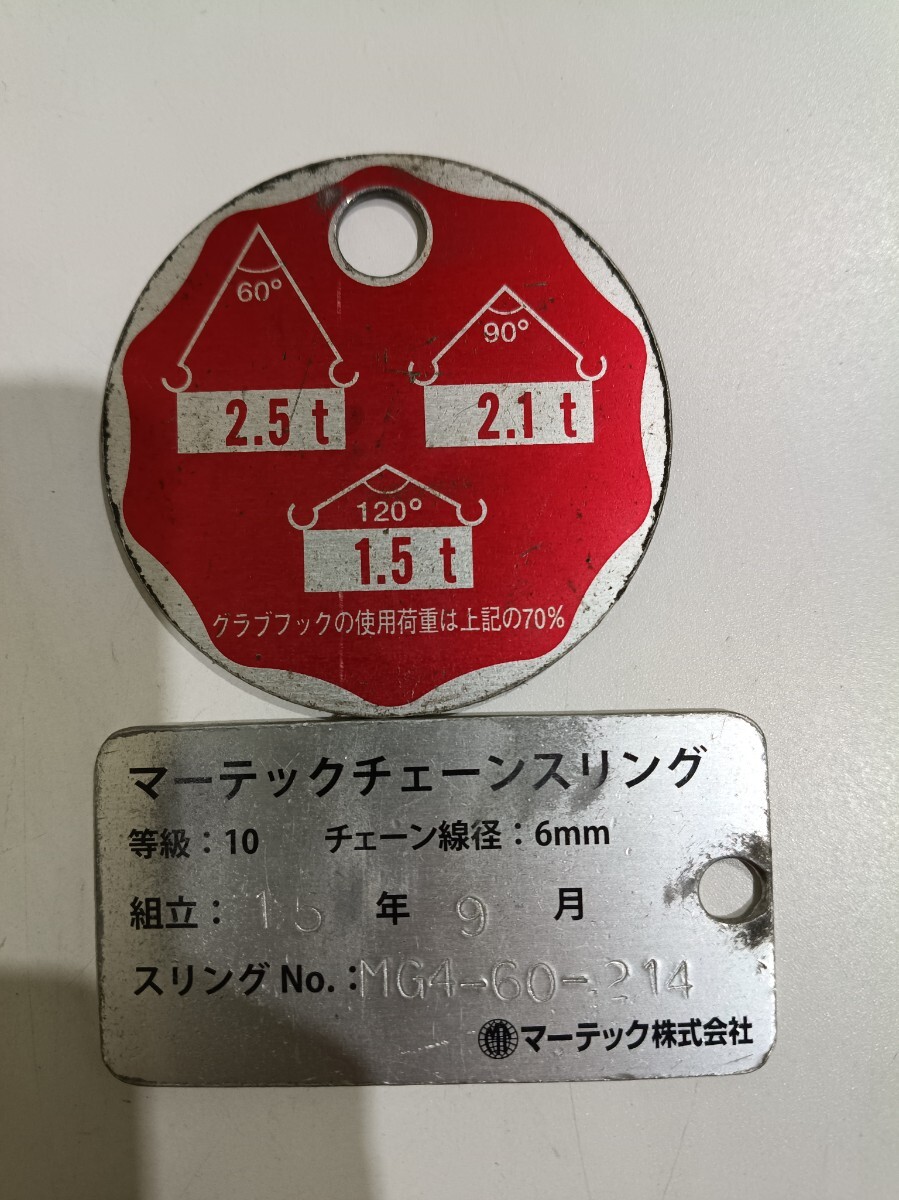 60°
90°
2.5 t
2.1 t
120°
1.5 t
グラブフックの使用荷重は上記の70%
マーテックチェーンスリング
等級：10 チェーン線径：6mm
組立： 15 年 9 月
スリング No.：MG4-60-214
マーテック株式会社